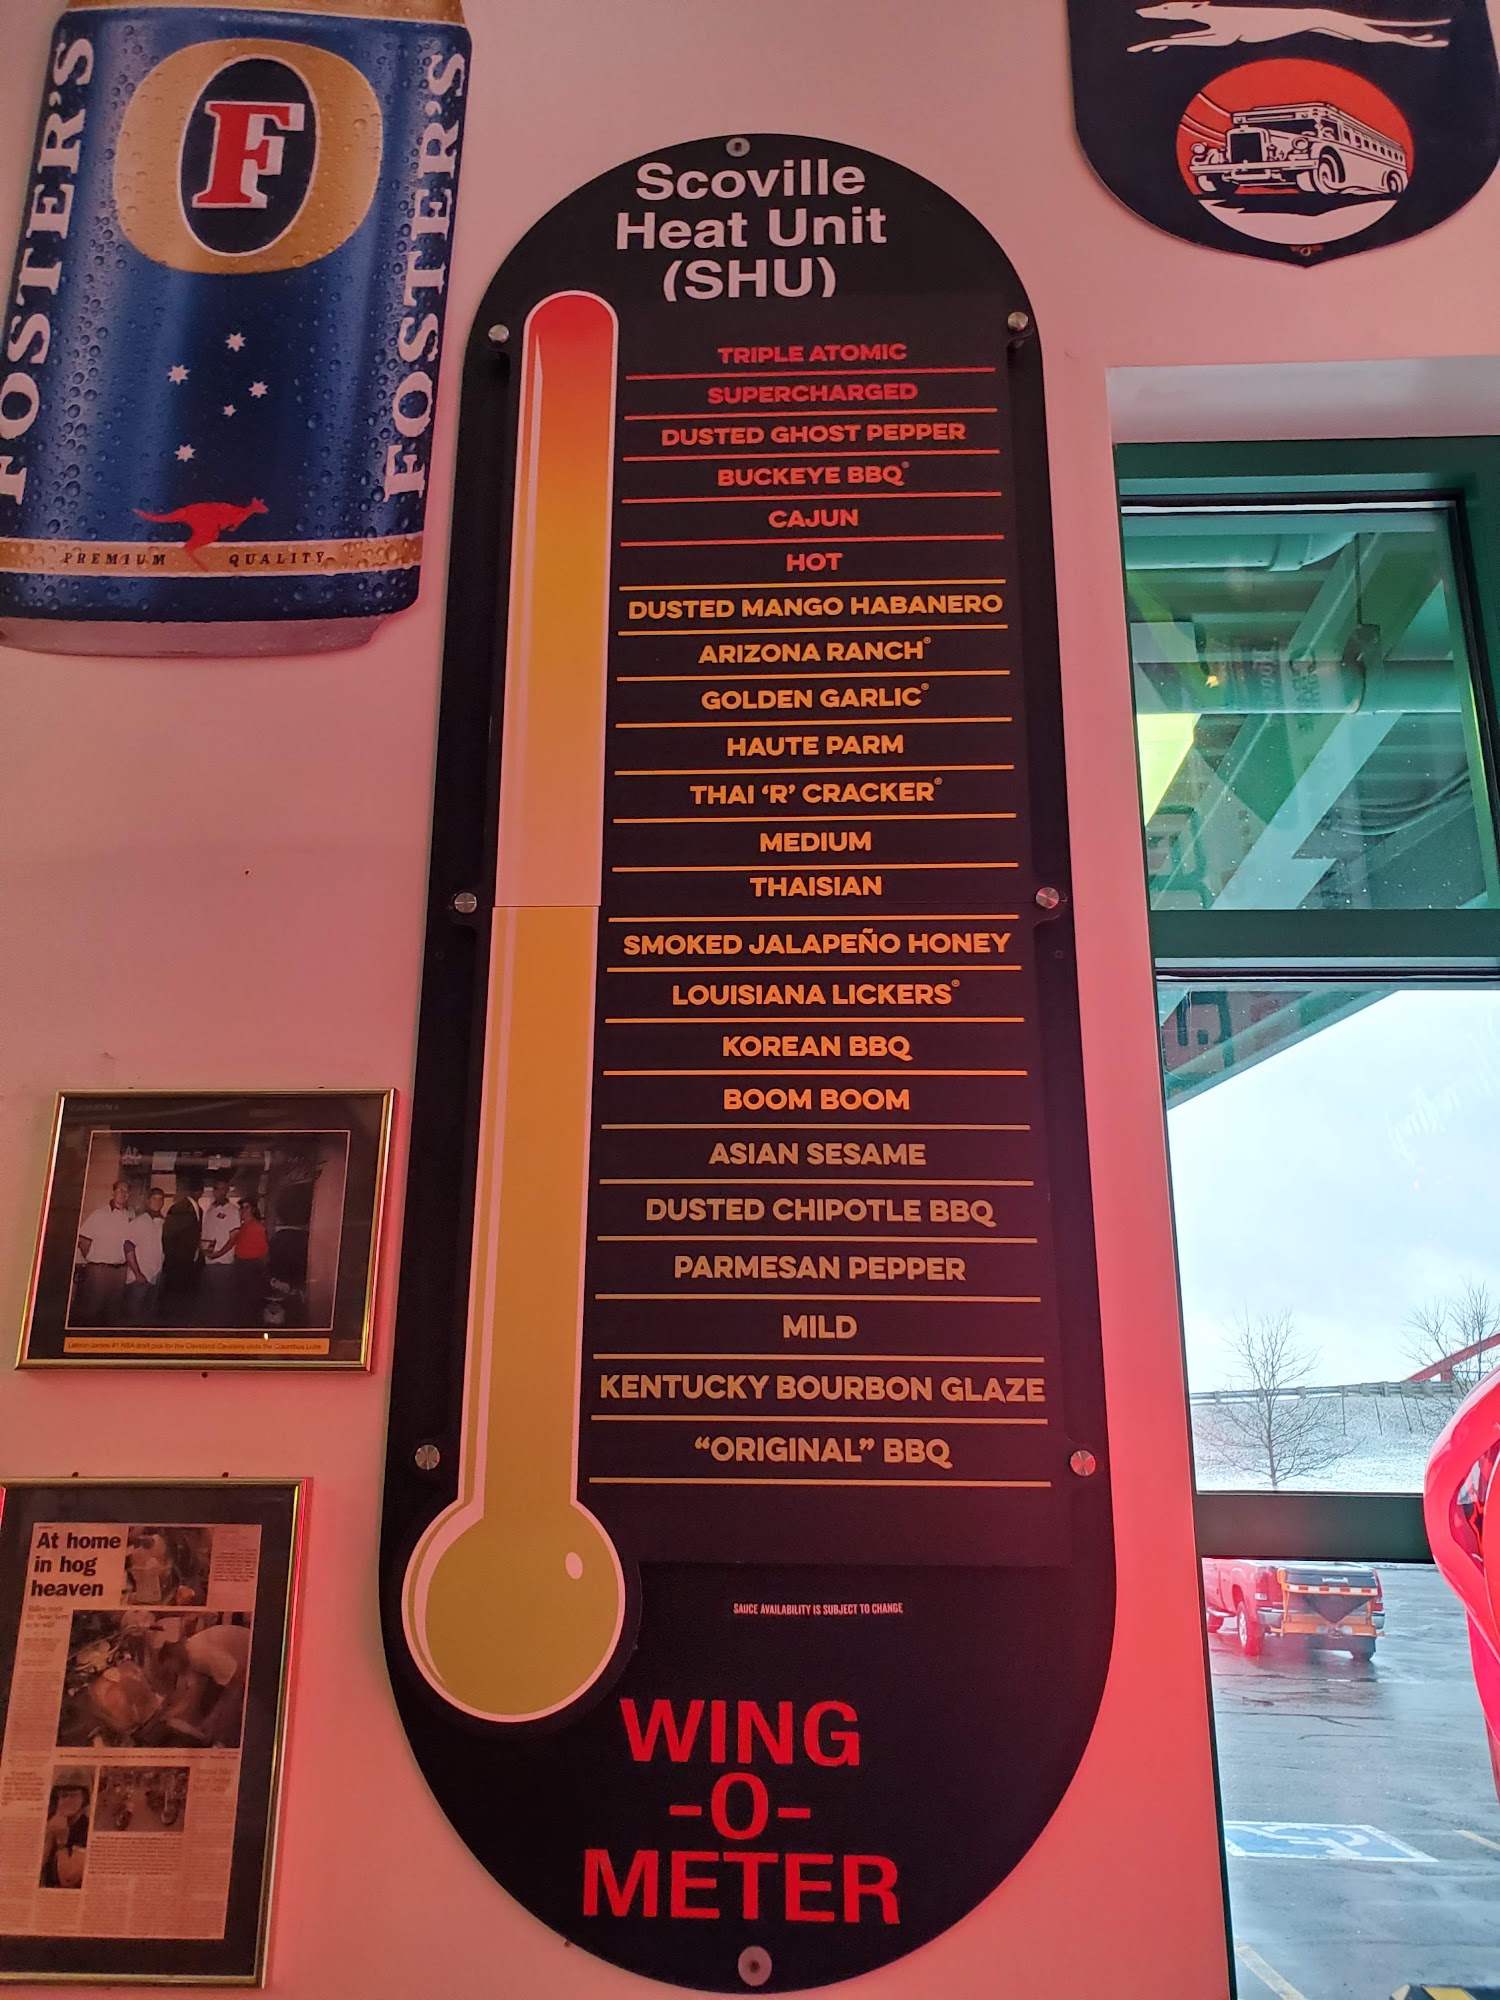 FOSTER'S
F
FOSTER'S
PREMIUM QUALITY
Scoville
Heat Unit
(SHU)
TRIPLE ATOMIC
SUPERCHARGED
DUSTED GHOST PEPPER
BUCKEYE BBQ®
CAJUN
HOT
DUSTED MANGO HABANERO
ARIZONA RANCH®
GOLDEN GARLIC®
HAUTE PARM
THAI ‘R’ CRACKER®
MEDIUM
THAISIAN
SMOKED JALAPEÑO HONEY
LOUISIANA LICKERS®
KOREAN BBQ
BOOM BOOM
ASIAN SESAME
DUSTED CHIPOTLE BBQ
PARMESAN PEPPER
MILD
KENTUCKY BOURBON GLAZE
“ORIGINAL” BBQ
SAUCE AVAILABILITY IS SUBJECT TO CHANGE
WING
-O-
METER
At home
in hog
heaven